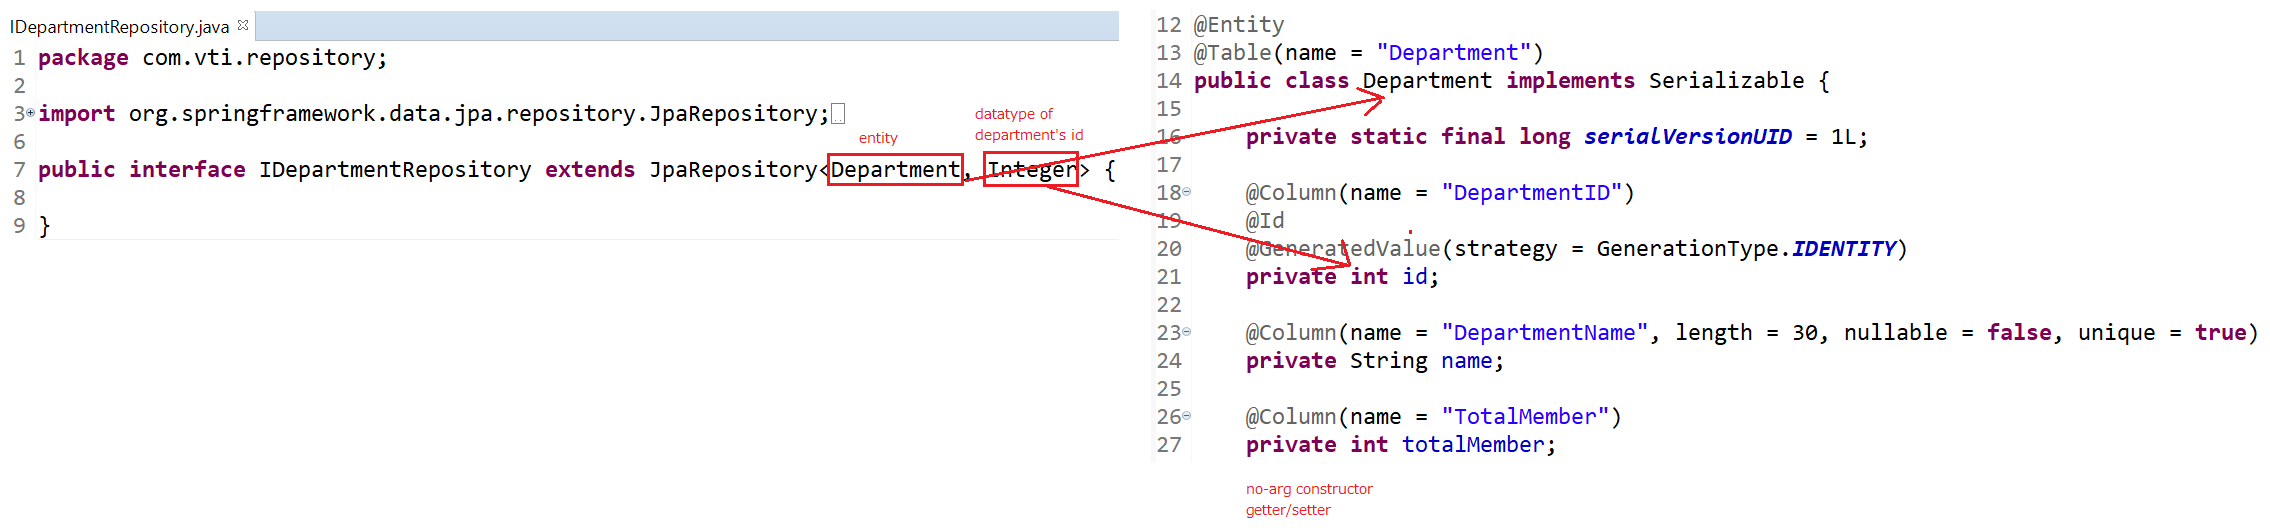 IDepartmentRepository.java
1 package com.vti.repository;
2
3 import org.springframework.data.jpa.repository.JpaRepository;
6
entity
datatype of
department's id
7 public interface IDepartmentRepository extends JpaRepository<Department, Integer> {
8
9 }
12 @Entity
13 @Table(name = "Department")
14 public class Department implements Serializable {
15
16 private static final long serialVersionUID = 1L;
17
18 @Column(name = "DepartmentID")
19 @Id
20 @GeneratedValue(strategy = GenerationType.IDENTITY)
21 private int id;
22
23 @Column(name = "DepartmentName", length = 30, nullable = false, unique = true)
24 private String name;
25
26 @Column(name = "TotalMember")
27 private int totalMember;
no-arg constructor
getter/setter